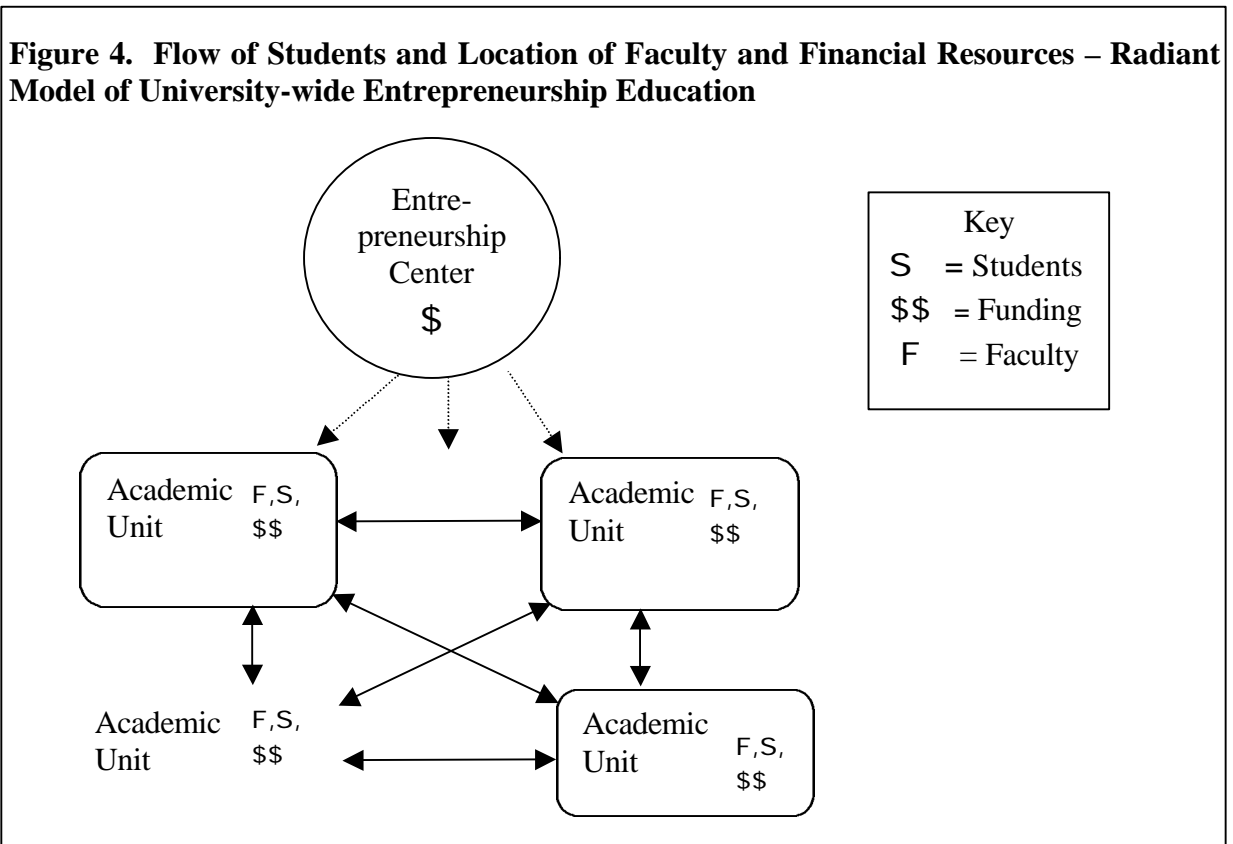 Figure 4. Flow of Students and Location of Faculty and Financial Resources – Radiant
Model of University-wide Entrepreneurship Education
Entre-
preneurship
Center
$
Key
S = Students
$$ = Funding
F = Faculty
Academic F,S,
Unit $$
Academic F,S,
Unit $$
Academic F,S,
Unit $$
Academic
Unit F,S,
$$